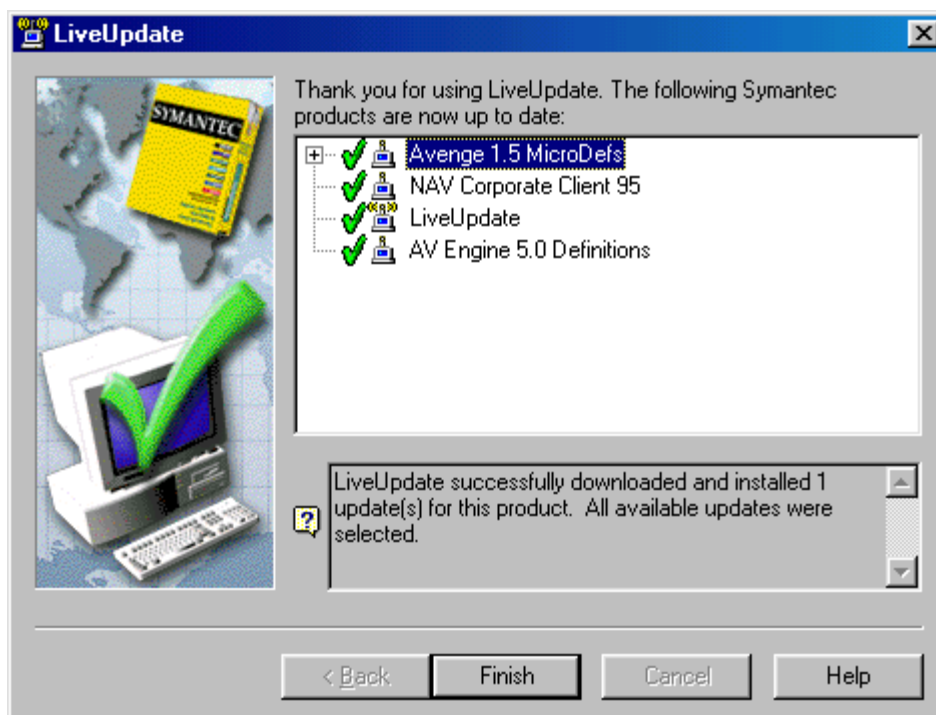 LiveUpdate
SYMANTEC
Thank you for using LiveUpdate. The following Symantec
products are now up to date:
Avenge 1.5 MicroDefs
NAV Corporate Client 95
LiveUpdate
AV Engine 5.0 Definitions
LiveUpdate successfully downloaded and installed 1
update(s) for this product.  All available updates were
selected.
< Back
Finish
Cancel
Help